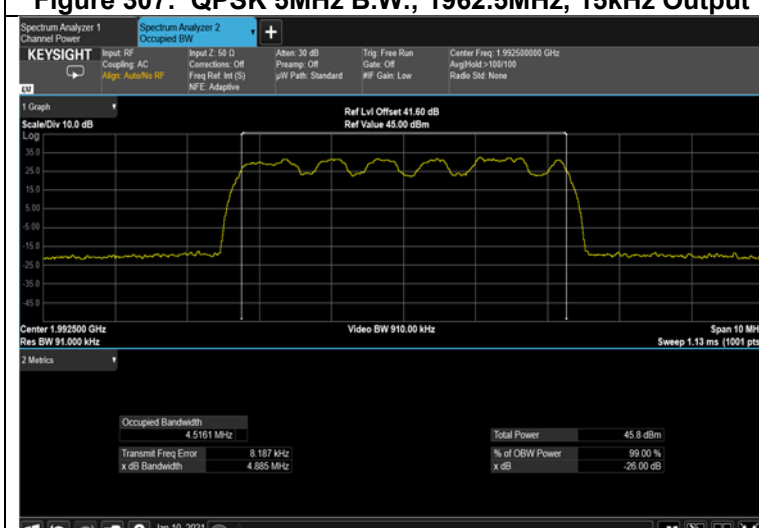 Figure 307: QPSK 5MHz B.W., 1962.5MHz, 15kHz Output
Spectrum Analyzer 1
Channel Power
Spectrum Analyzer 2
Occupied BW
+
KEYSIGHT
Input: RF
Coupling: AC
Align: Auto/No RF
Input Z: 50 Ω
Corrections: Off
Freq Ref: Int (S)
NFE: Adaptive
Atten: 30 dB
Preamp: Off
µW Path: Standard
Trig: Free Run
Gate: Off
#IF Gain: Low
Center Freq: 1.992500000 GHz
Avg|Hold:>100/100
Radio Std: None
LXI
1 Graph
Scale/Div 10.0 dB
Ref Lvl Offset 41.60 dB
Ref Value 45.00 dBm
Log
35.0
25.0
15.0
5.00
-5.00
-15.0
-25.0
-35.0
-45.0
Center 1.992500 GHz
Res BW 91.000 kHz
Video BW 910.00 kHz
Span 10 MH
Sweep 1.13 ms (1001 pts
2 Metrics
Occupied Bandwidth
4.5161 MHz
Transmit Freq Error 8.187 kHz
x dB Bandwidth 4.885 MHz
Total Power 45.8 dBm
% of OBW Power 99.00 %
x dB -26.00 dB
Jan 10, 2021